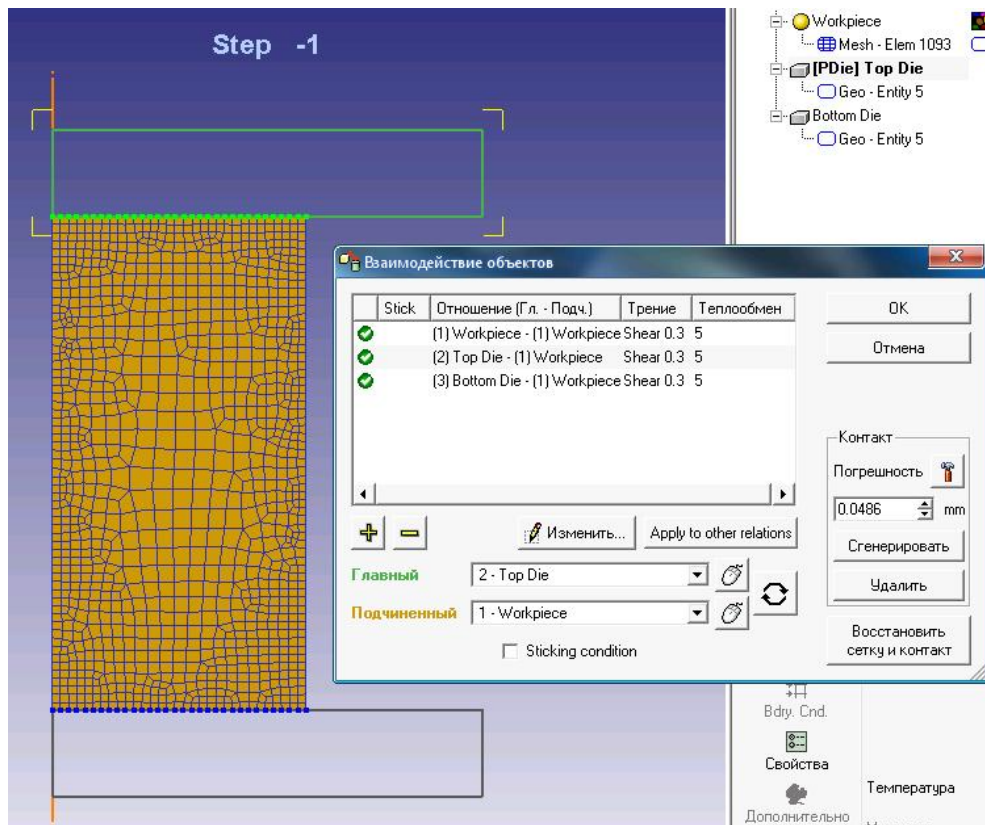 Step -1
Workpiece
Mesh - Elem 1093
[PDie] Top Die
Geo - Entity 5
Bottom Die
Geo - Entity 5
Взаимодействие объектов
Stick Отношение (Гл. - Подч.) Трение Теплообмен
(1) Workpiece - (1) Workpiece Shear 0.3 5
(2) Top Die - (1) Workpiece Shear 0.3 5
(3) Bottom Die - (1) Workpiece Shear 0.3 5
OK
Отмена
Контакт
Погрешность
0.0486 mm
Сгенерировать
Удалить
Восстановить
сетку и контакт
Изменить... Apply to other relations
Главный 2 - Top Die
Подчиненный 1 - Workpiece
Sticking condition
Bdry. Cnd.
Свойства
Температура
Дополнительно